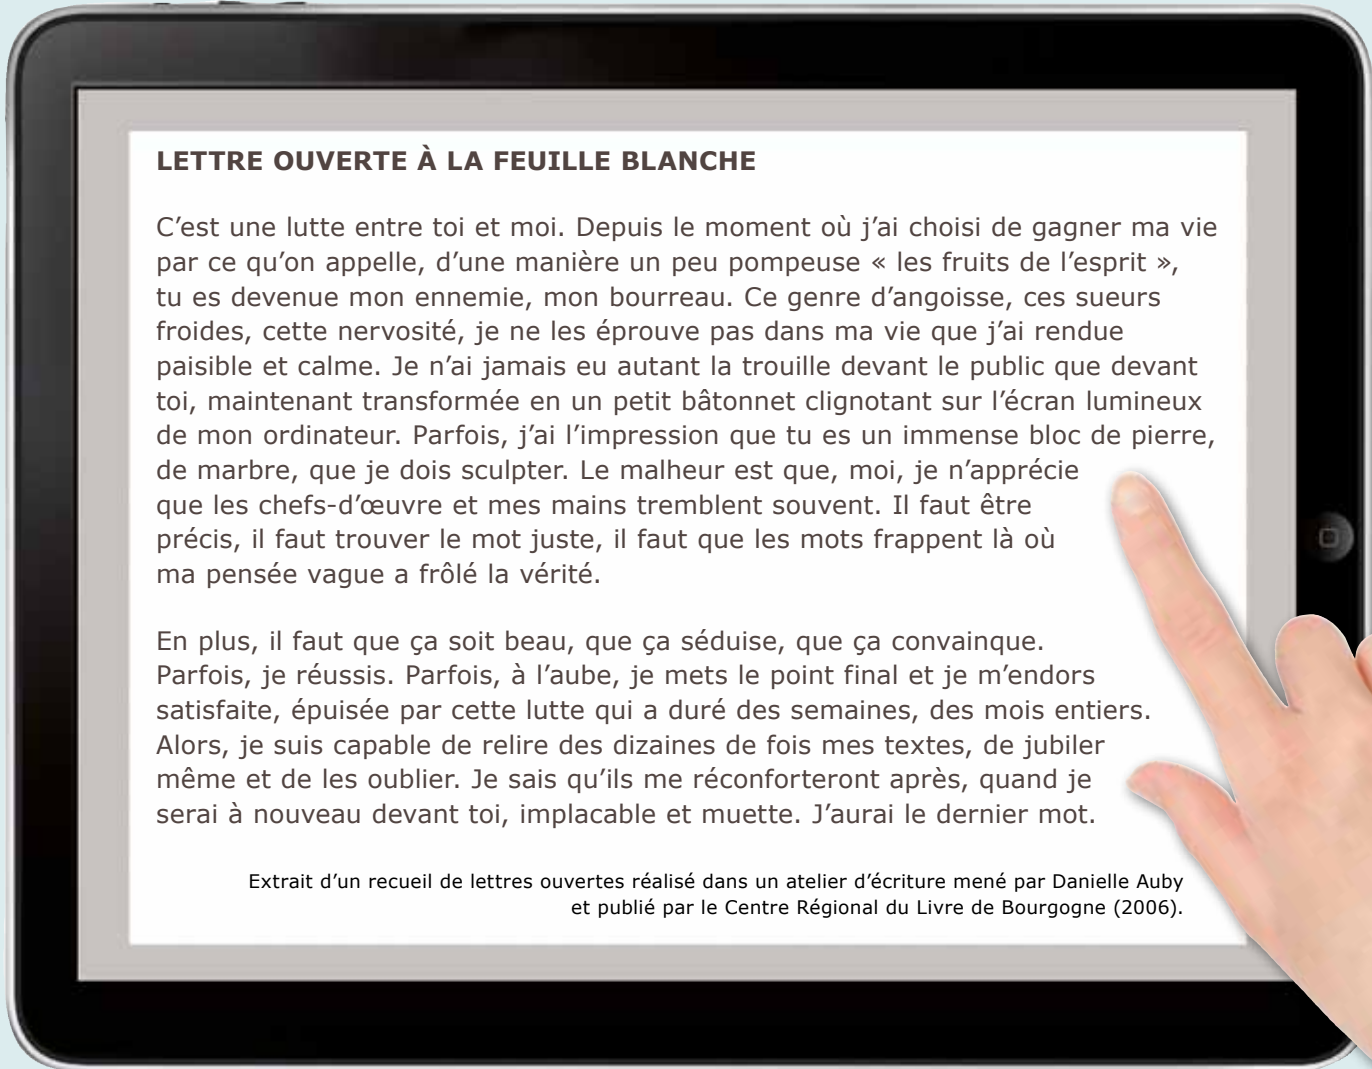 LETTRE OUVERTE À LA FEUILLE BLANCHE
C’est une lutte entre toi et moi. Depuis le moment où j’ai choisi de gagner ma vie
par ce qu’on appelle, d’une manière un peu pompeuse « les fruits de l’esprit »,
tu es devenue mon ennemie, mon bourreau. Ce genre d’angoisse, ces sueurs
froides, cette nervosité, je ne les éprouve pas dans ma vie que j’ai rendue
paisible et calme. Je n’ai jamais eu autant la trouille devant le public que devant
toi, maintenant transformée en un petit bâtonnet clignotant sur l’écran lumineux
de mon ordinateur. Parfois, j’ai l’impression que tu es un immense bloc de pierre,
de marbre, que je dois sculpter. Le malheur est que, moi, je n’apprécie
que les chefs-d’œuvre et mes mains tremblent souvent. Il faut être
précis, il faut trouver le mot juste, il faut que les mots frappent là où
ma pensée vague a frôlé la vérité.
En plus, il faut que ça soit beau, que ça séduise, que ça convainque.
Parfois, je réussis. Parfois, à l’aube, je mets le point final et je m’endors
satisfaite, épuisée par cette lutte qui a duré des semaines, des mois entiers.
Alors, je suis capable de relire des dizaines de fois mes textes, de jubiler
même et de les oublier. Je sais qu’ils me réconforteront après, quand je
serai à nouveau devant toi, implacable et muette. J’aurai le dernier mot.
Extrait d’un recueil de lettres ouvertes réalisé dans un atelier d’écriture mené par Danielle Auby
et publié par le Centre Régional du Livre de Bourgogne (2006).